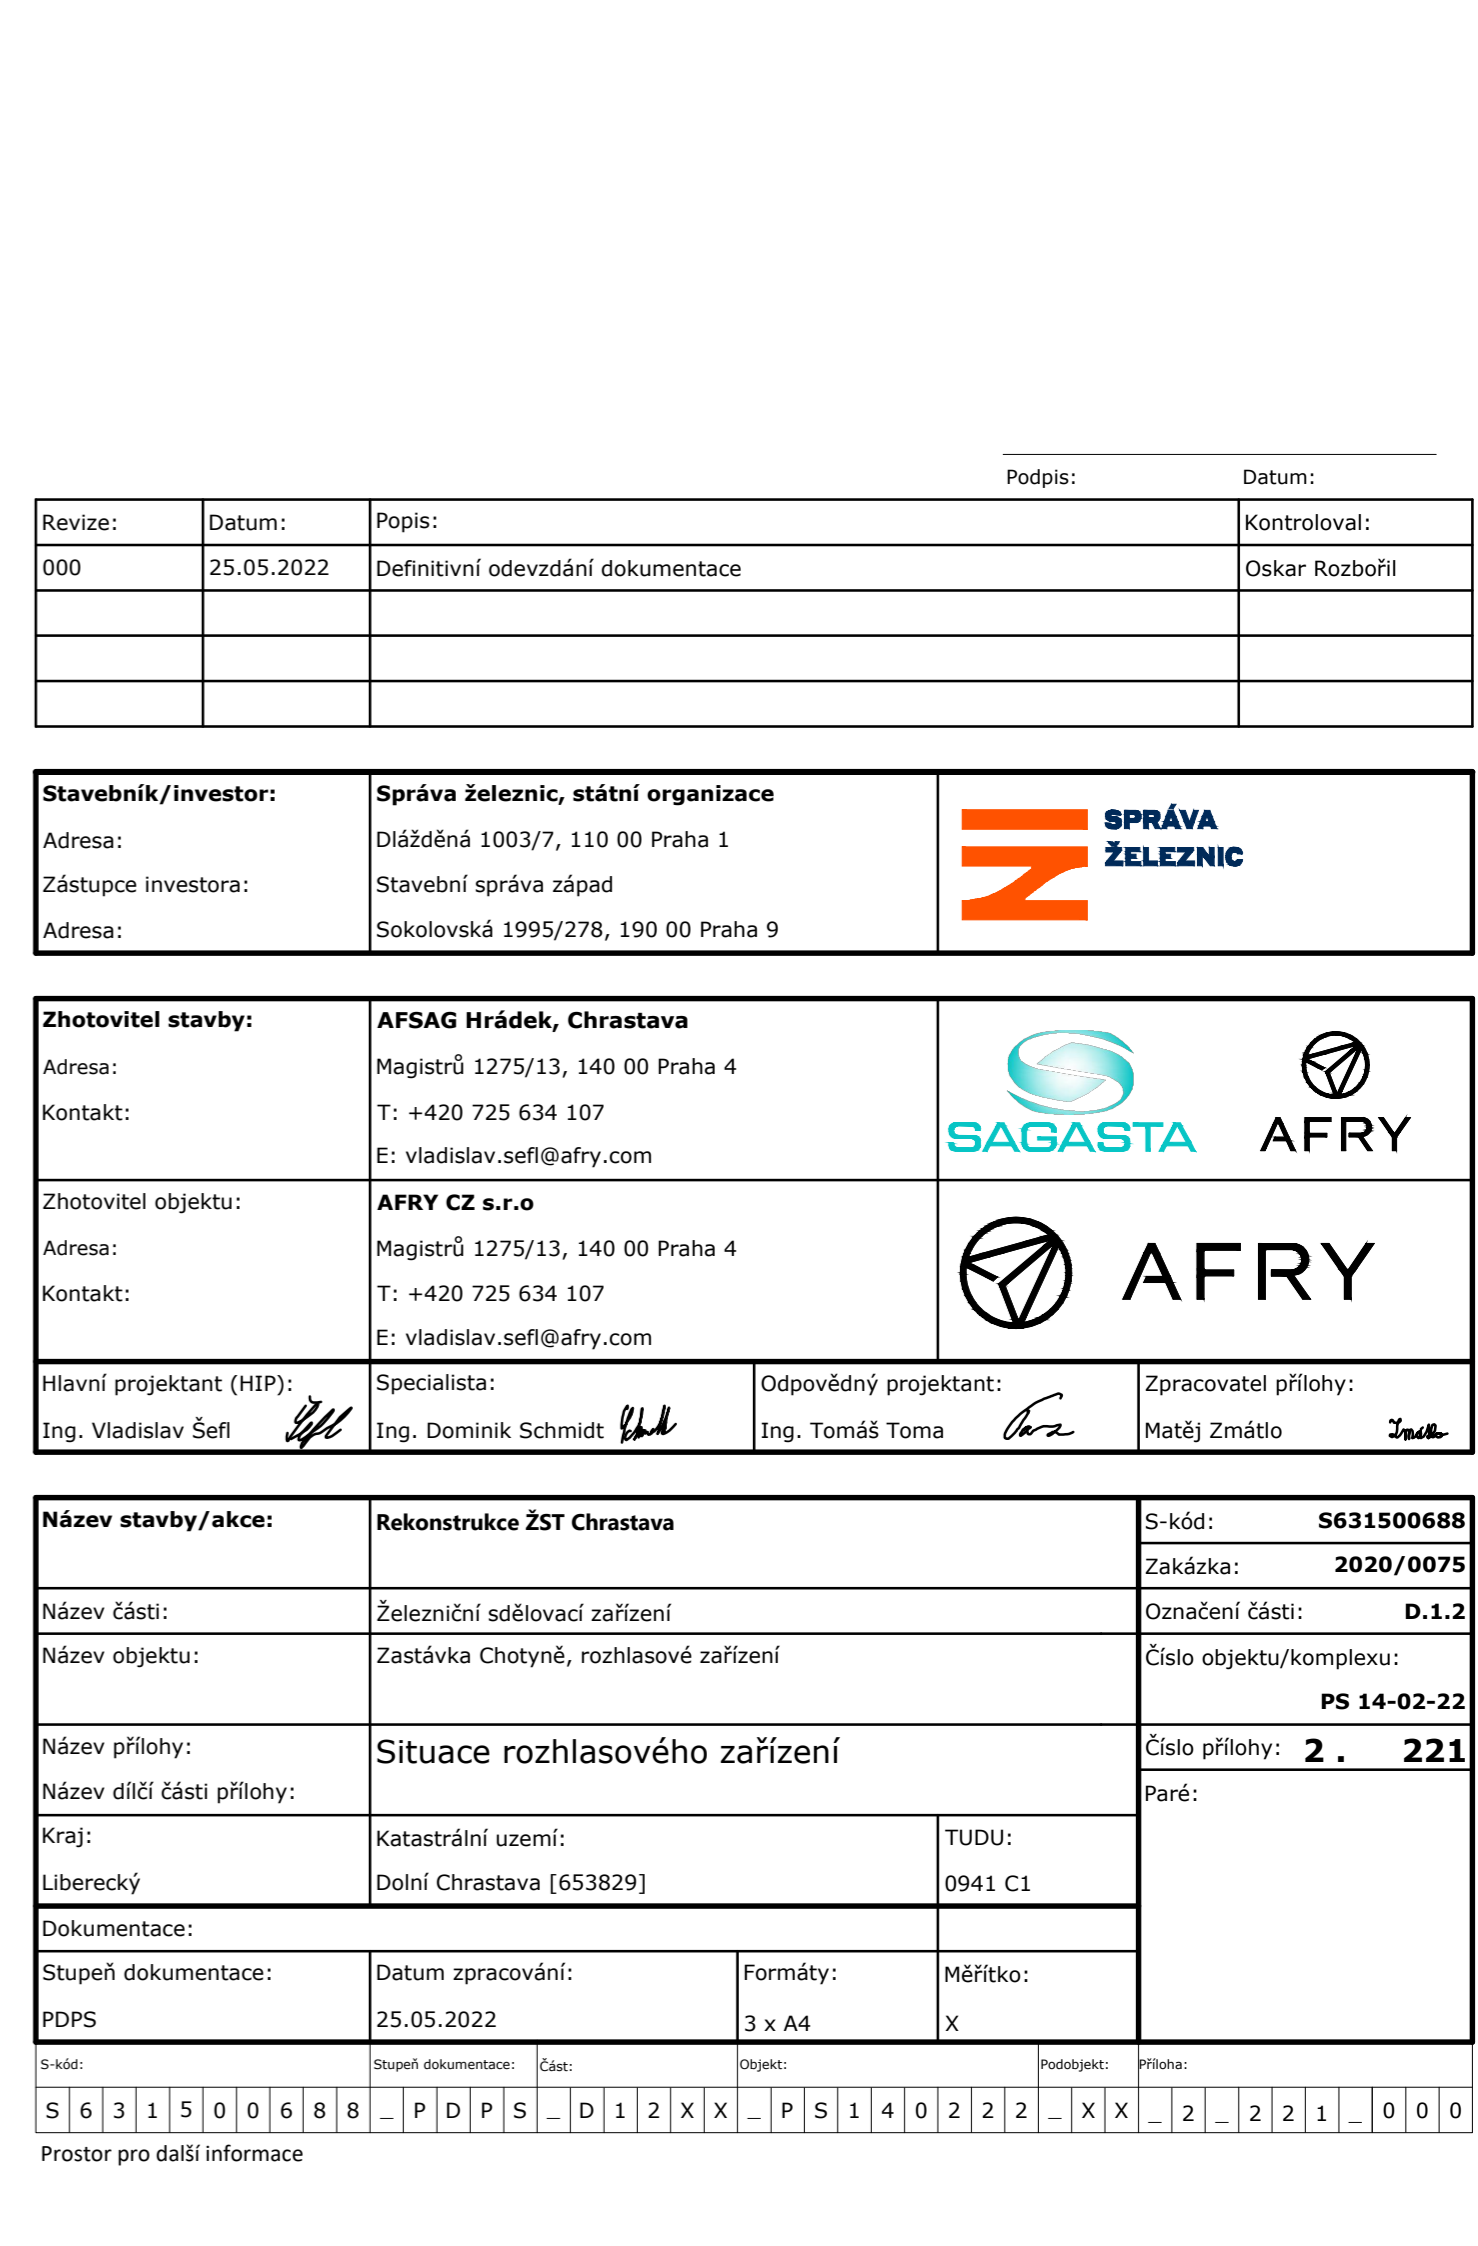 Podpis: Datum:
Revize: Datum: Popis: Kontroloval:
000 25.05.2022 Definitivní odevzdání dokumentace Oskar Rozbořil
Stavebník/investor: Správa železnic, státní organizace
Adresa: Dlážděná 1003/7, 110 00 Praha 1
Zástupce investora: Stavební správa západ
Adresa: Sokolovská 1995/278, 190 00 Praha 9
SPRÁVA
ŽELEZNIC
Zhotovitel stavby: AFSAG Hrádek, Chrastava
Adresa: Magistrů 1275/13, 140 00 Praha 4
Kontakt: T: +420 725 634 107
E: vladislav.sefl@afry.com
SAGASTA AFRY
Zhotovitel objektu: AFRY CZ s.r.o
Adresa: Magistrů 1275/13, 140 00 Praha 4
Kontakt: T: +420 725 634 107
E: vladislav.sefl@afry.com
AFRY
Hlavní projektant (HIP): Specialista: Odpovědný projektant: Zpracovatel přílohy:
Ing. Vladislav Šefl Šefl Ing. Dominik Schmidt Schmidt Ing. Tomáš Toma Toma Matěj Zmátlo Zmátlo
Název stavby/akce: Rekonstrukce ŽST Chrastava S-kód: S631500688
Zakázka: 2020/0075
Název části: Železniční sdělovací zařízení Označení části: D.1.2
Název objektu: Zastávka Chotyně, rozhlasové zařízení Číslo objektu/komplexu:
PS 14-02-22
Název přílohy: Situace rozhlasového zařízení Číslo přílohy: 2 . 221
Název dílčí části přílohy: Paré:
Kraj: Katastrální uzemí: TUDU:
Liberecký Dolní Chrastava [653829] 0941 C1
Dokumentace:
Stupeň dokumentace: Datum zpracování: Formáty: Měřítko:
PDPS 25.05.2022 3 x A4 X
S-kód: Stupeň dokumentace: Část: Objekt: Podobjekt: Příloha:
S 6 3 1 5 0 0 6 8 8 _ P D P S _ D 1 2 X X _ P S 1 4 0 2 2 2 _ X X _ 2 _ 2 2 1 _ 0 0 0
Prostor pro další informace